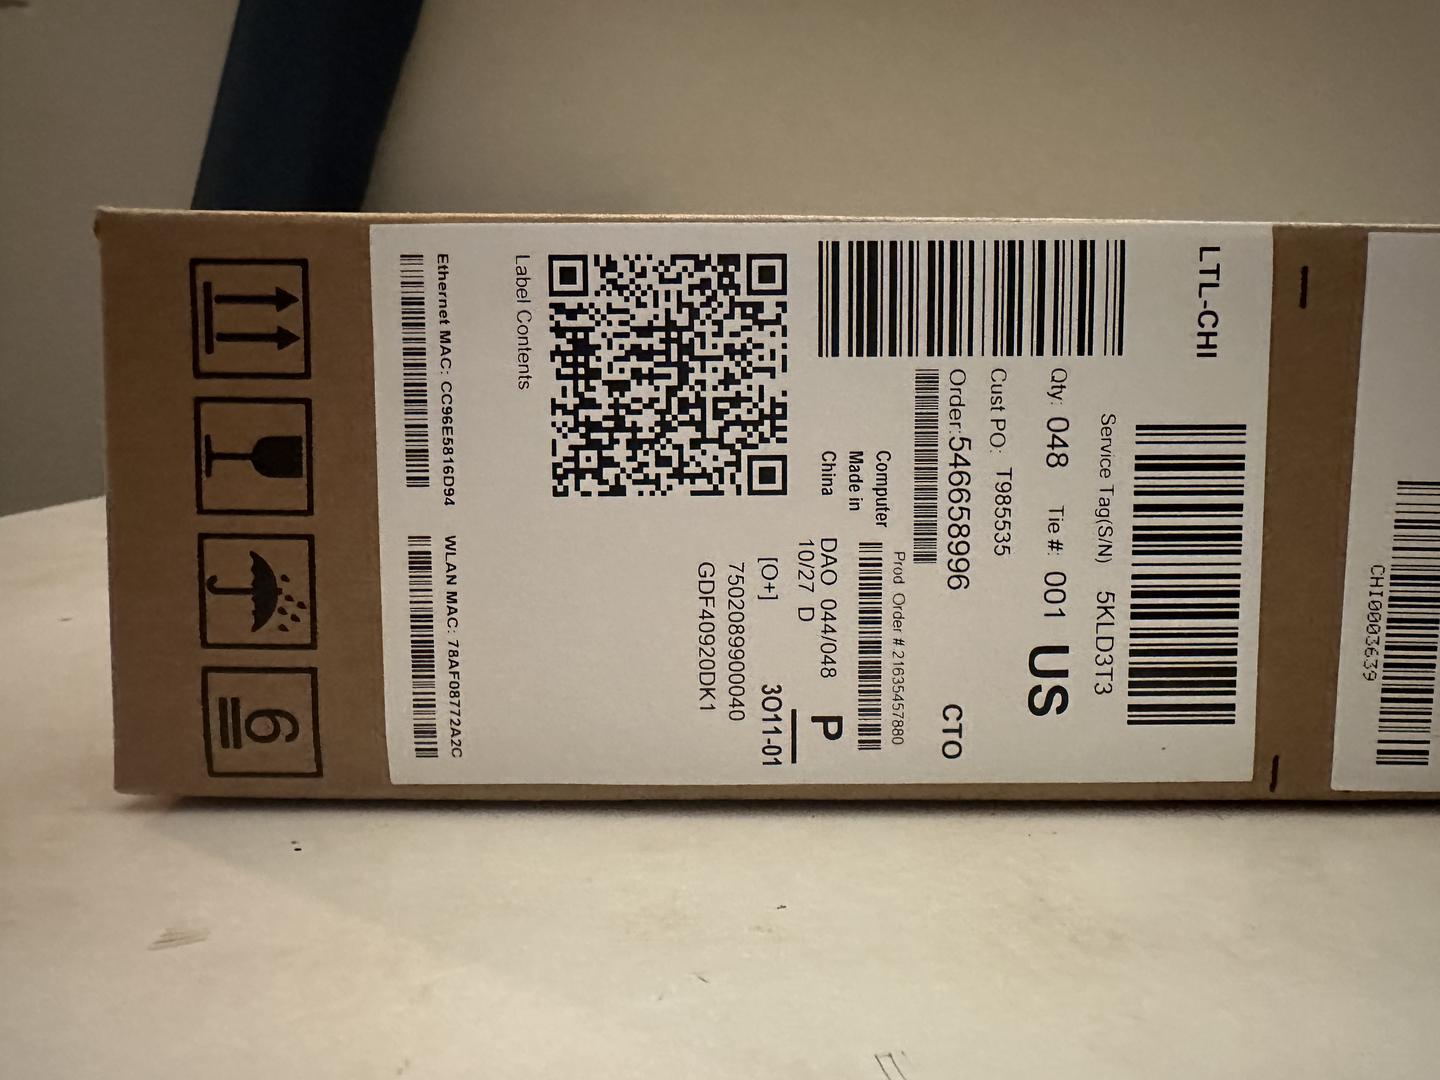 LTL-CHI
Service Tag(S/N) 5KLD3T3
Qty: 048 Tie #: 001 US
Cust PO: T985535
Order:546658996 CTO
Prod Order # 21635457880
Computer
Made in
China
DAO 044/048
10/27 D
P
[O+] 3011-01
7502089900040
GDF40920DK1
Label Contents
Ethernet MAC: CC96E5816D94 WLAN MAC: 78AF08772A2C
6
CHI0003639